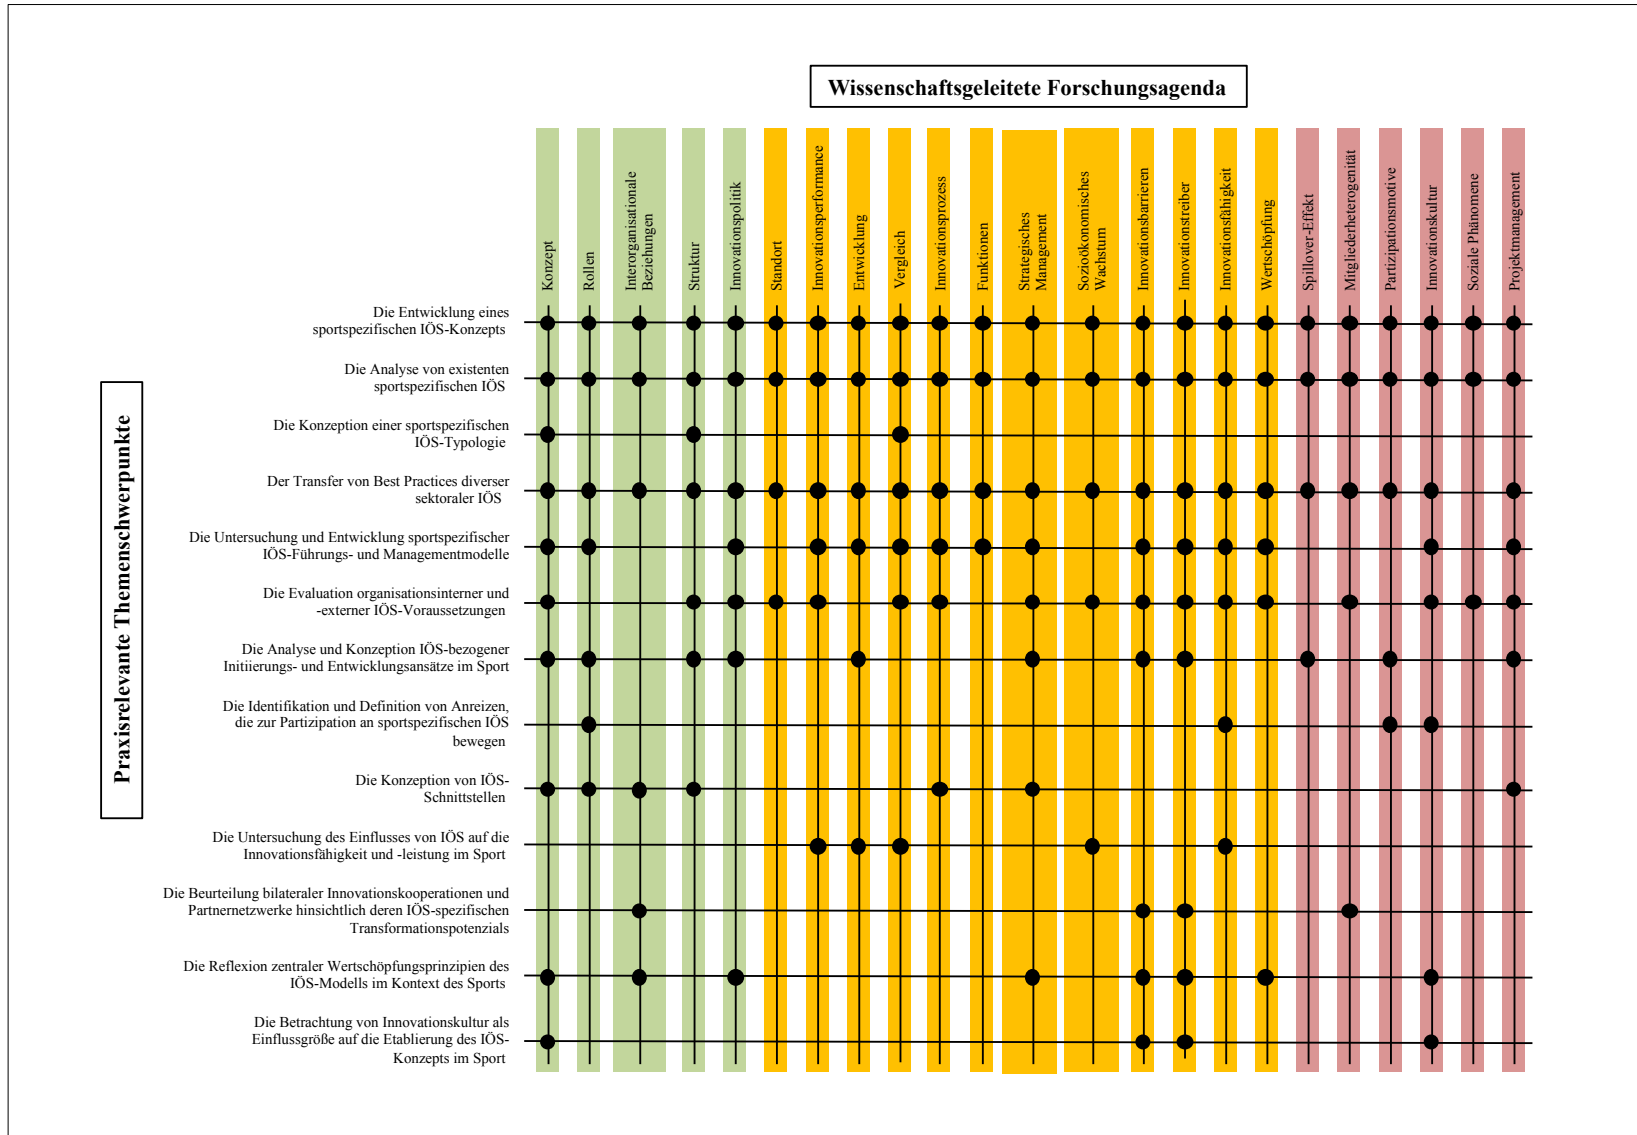 Wissenschaftsgeleitete Forschungsagenda
Konzept
Rollen
Interorganisationale
Beziehungen
Struktur
Innovationspolitik
Standort
Innovationsperformance
Entwicklung
Vergleich
Innovationsprozess
Funktionen
Strategisches
Management
Sozioökonomisches
Wachstum
Innovationsbarrieren
Innovationstreiber
Innovationsfähigkeit
Wertschöpfung
Spillover-Effekt
Mitgliederheterogenität
Partizipationsmotive
Innovationskultur
Soziale Phänomene
Projektmanagement
Praxisrelevante Themenschwerpunkte
Die Entwicklung eines
sportspezifischen IÖS-Konzepts
Die Analyse von existenten
sportspezifischen IÖS
Die Konzeption einer sportspezifischen
IÖS-Typologie
Der Transfer von Best Practices diverser
sektoraler IÖS
Die Untersuchung und Entwicklung sportspezifischer
IÖS-Führungs- und Managementmodelle
Die Evaluation organisationsinterner und
-externer IÖS-Voraussetzungen
Die Analyse und Konzeption IÖS-bezogener
Initiierungs- und Entwicklungsansätze im Sport
Die Identifikation und Definition von Anreizen,
die zur Partizipation an sportspezifischen IÖS
bewegen
Die Konzeption von IÖS-
Schnittstellen
Die Untersuchung des Einflusses von IÖS auf die
Innovationsfähigkeit und -leistung im Sport
Die Beurteilung bilateraler Innovationskooperationen und
Partnernetzwerke hinsichtlich deren IÖS-spezifischen
Transformationspotenzials
Die Reflexion zentraler Wertschöpfungsprinzipien des
IÖS-Modells im Kontext des Sports
Die Betrachtung von Innovationskultur als
Einflussgröße auf die Etablierung des IÖS-
Konzepts im Sport